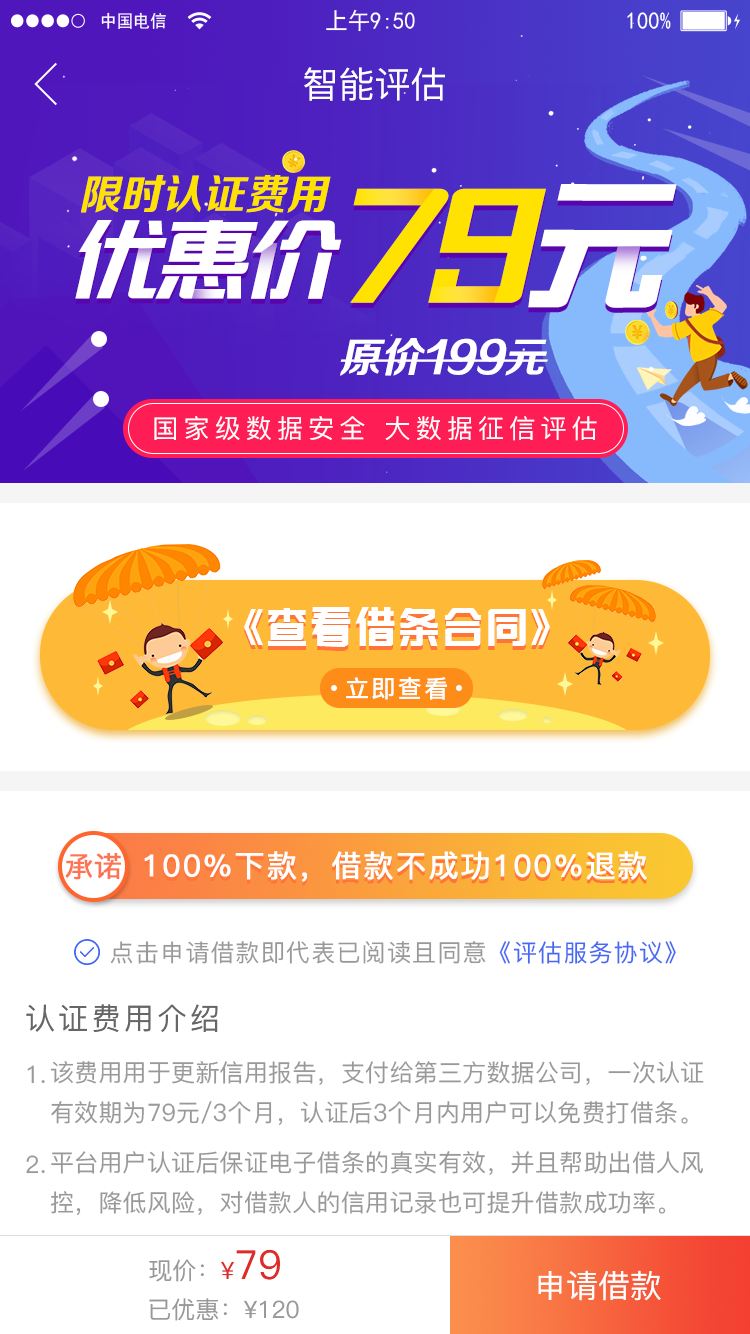 中国电信 上午9:50 100%
智能评估
限时认证费用
优惠价79元
原价199元
国家级数据安全 大数据征信评估
《查看借条合同》
·立即查看·
承诺 100%下款，借款不成功100%退款
点击申请借款即代表已阅读且同意《评估服务协议》
认证费用介绍
1. 该费用用于更新信用报告，支付给第三方数据公司，一次认证
有效期为79元/3个月，认证后3个月内用户可以免费打借条。
2. 平台用户认证后保证电子借条的真实有效，并且帮助出借人风
控，降低风险，对借款人的信用记录也可提升借款成功率。
现价：¥79
已优惠：¥120
申请借款